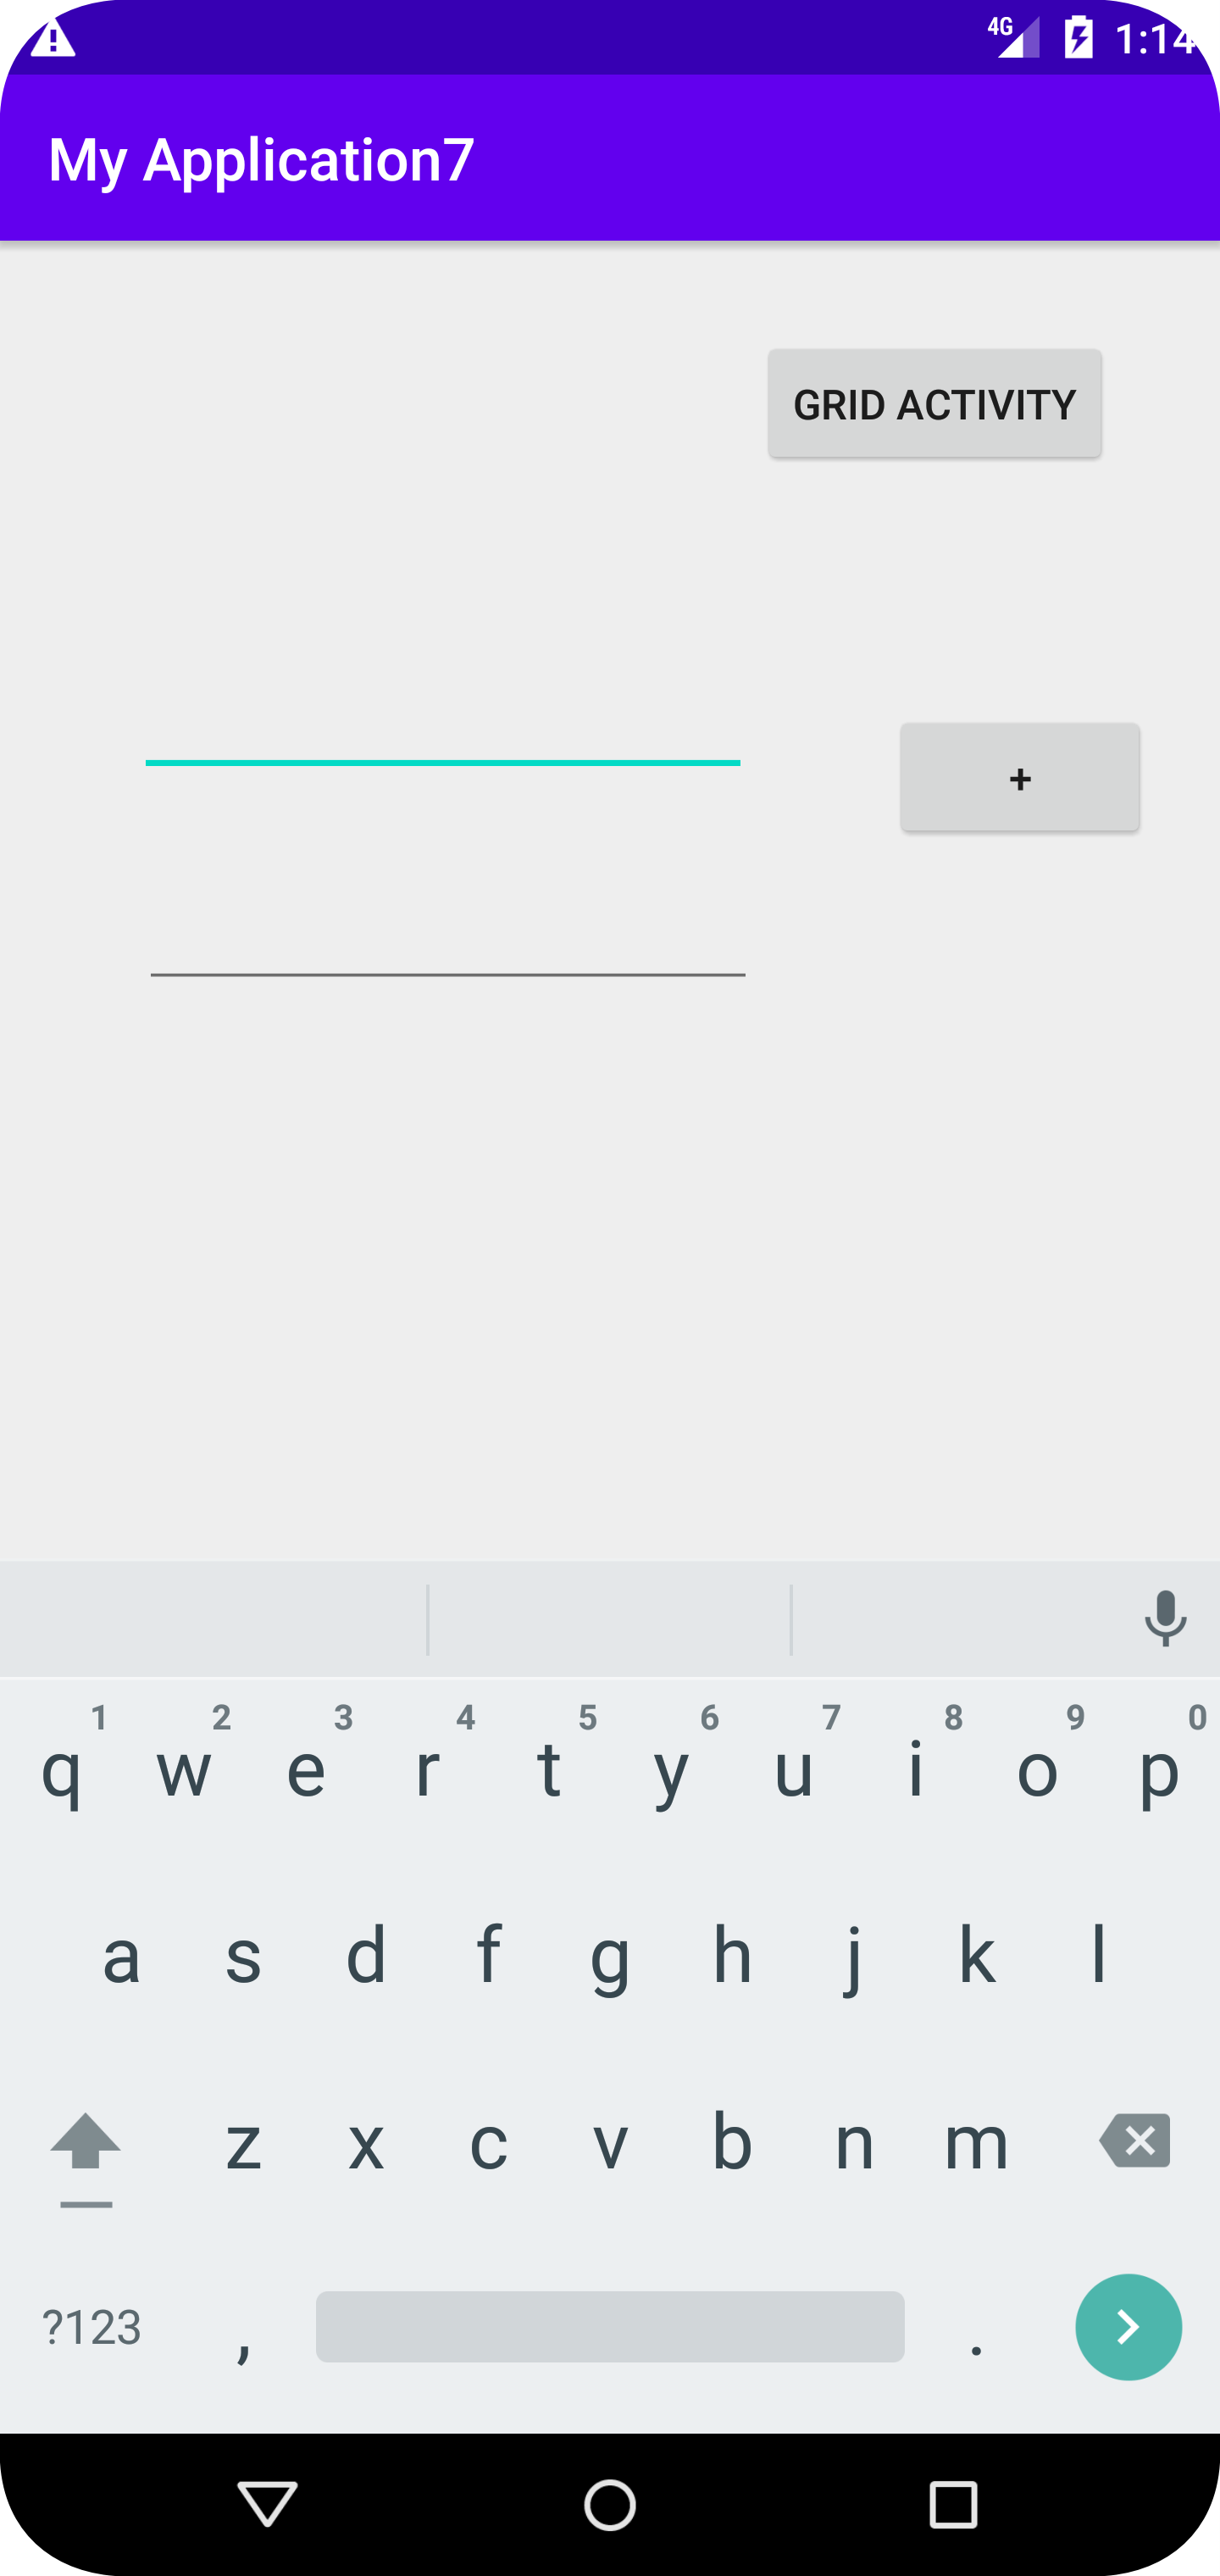 4G 1:14
My Application7
GRID ACTIVITY
+
1 2 3 4 5 6 7 8 9 0
q w e r t y u i o p
a s d f g h j k l
z x c v b n m
?123 , .